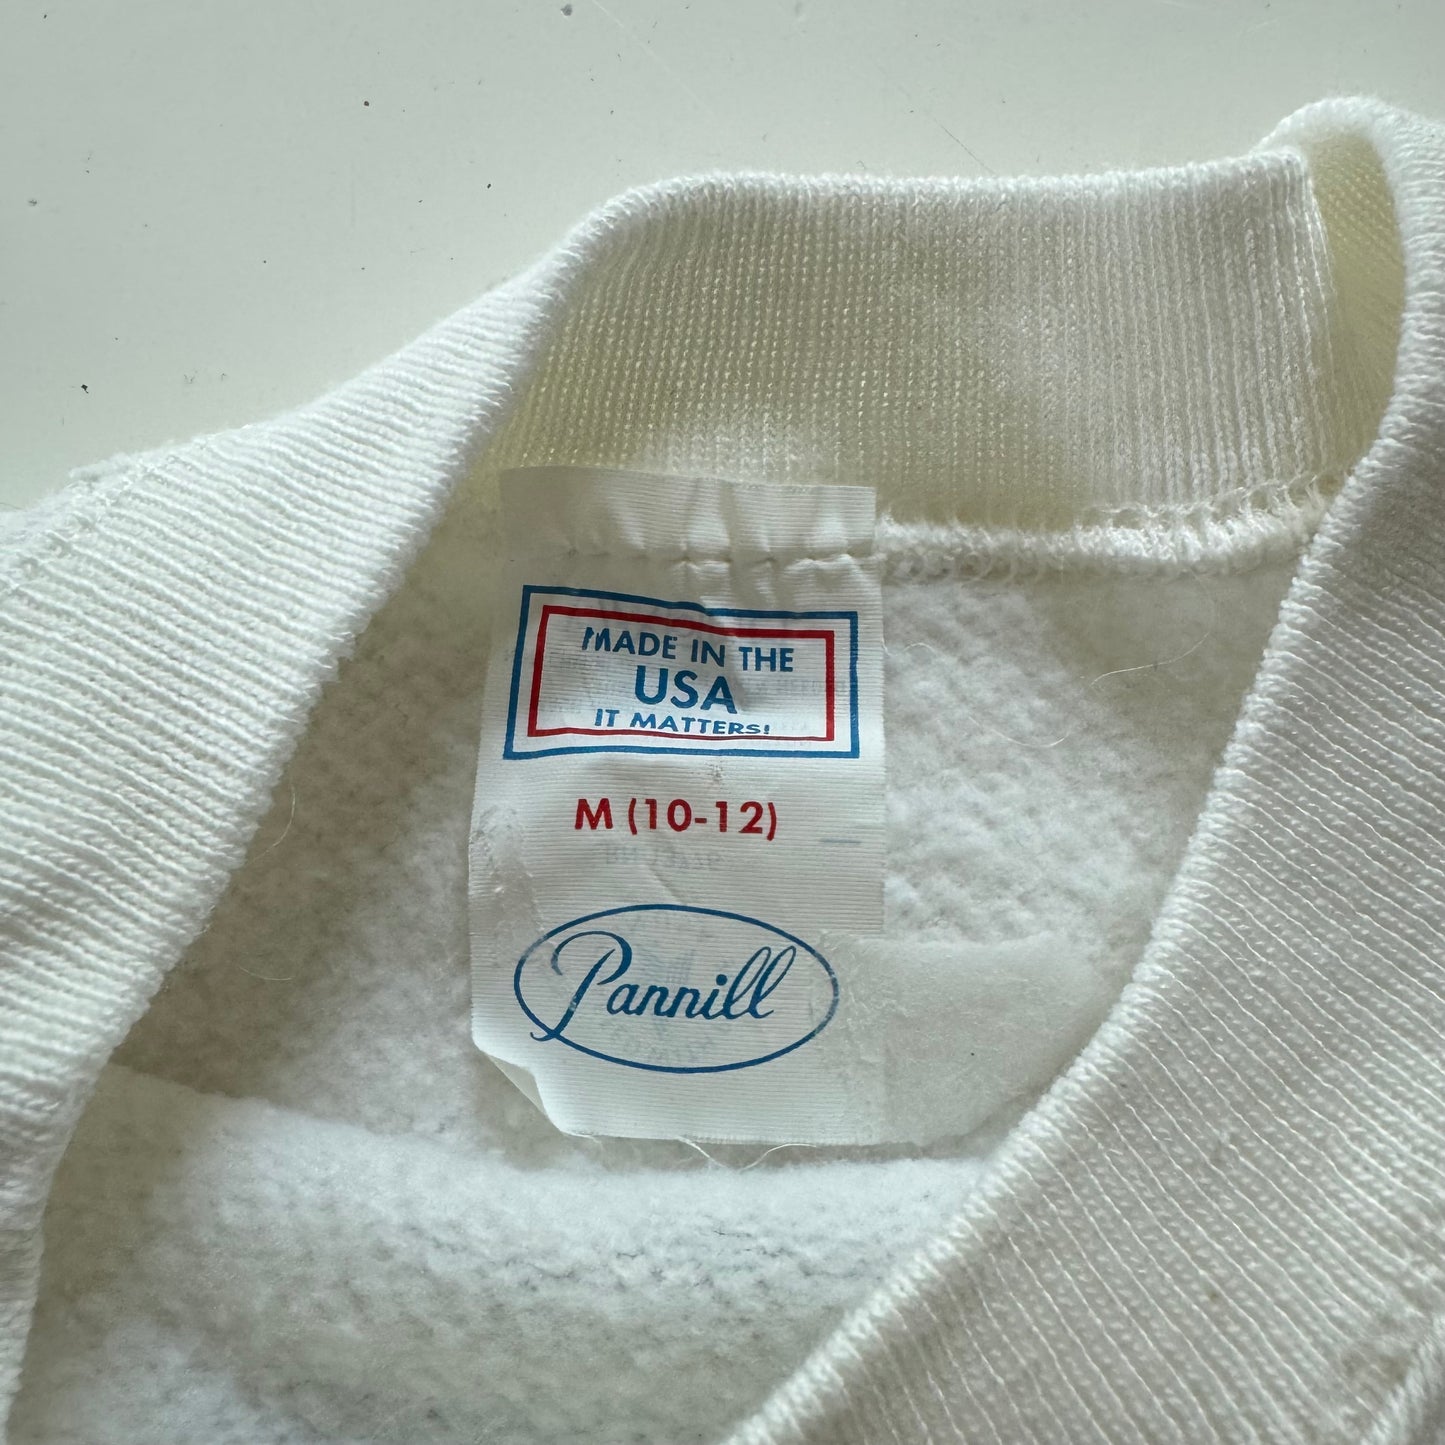 MADE IN THE
USA
IT MATTERS!
M (10-12)
Pannill